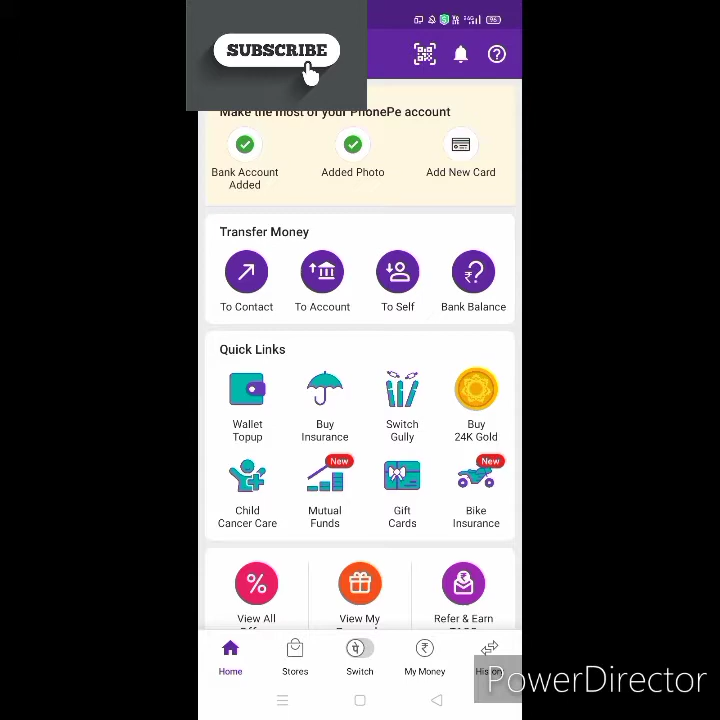 SUBSCRIBE
Make the most of your PhonePe account
Bank Account
Added
Added Photo
Add New Card
Transfer Money
To Contact
To Account
To Self
Bank Balance
Quick Links
Wallet
Topup
Buy
Insurance
Switch
Gully
Buy
24K Gold
New
New
Child
Cancer Care
Mutual
Funds
Gift
Cards
Bike
Insurance
View All
View My
Refer & Earn
Home
Stores
Switch
My Money
History
PowerDirector